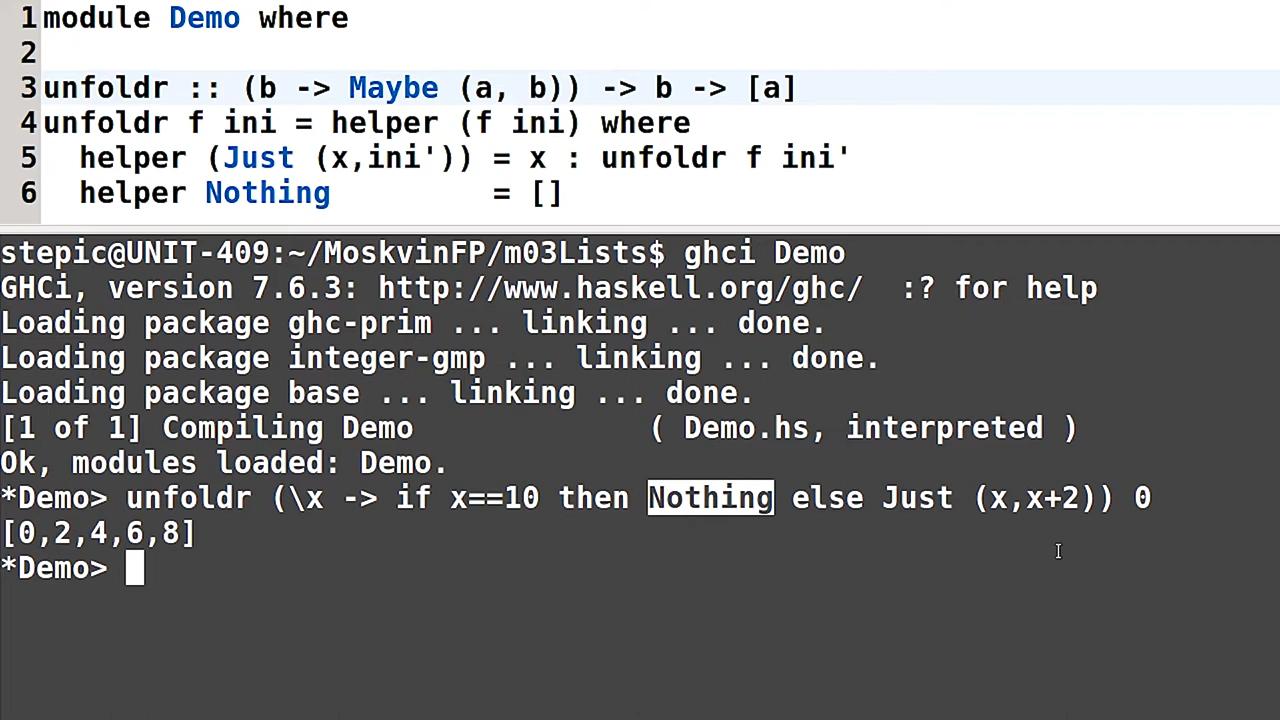 1 module Demo where
2
3 unfoldr :: (b -> Maybe (a, b)) -> b -> [a]
4 unfoldr f ini = helper (f ini) where
5   helper (Just (x,ini')) = x : unfoldr f ini'
6   helper Nothing         = []
stepic@UNIT-409:~/MoskvinFP/m03Lists$ ghci Demo
GHCi, version 7.6.3: http://www.haskell.org/ghc/  :? for help
Loading package ghc-prim ... linking ... done.
Loading package integer-gmp ... linking ... done.
Loading package base ... linking ... done.
[1 of 1] Compiling Demo             ( Demo.hs, interpreted )
Ok, modules loaded: Demo.
*Demo> unfoldr (\x -> if x==10 then Nothing else Just (x,x+2)) 0
[0,2,4,6,8]
*Demo>